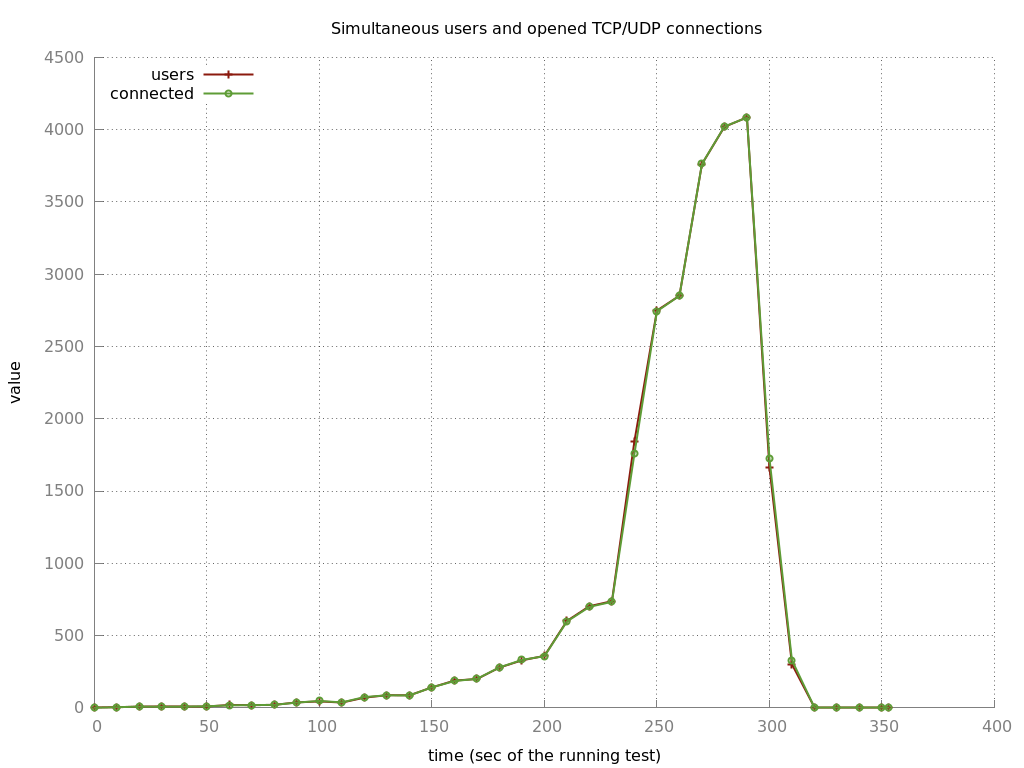 Simultaneous users and opened TCP/UDP connections
4500
users
connected
4000
3500
3000
2500
value
2000
1500
1000
500
0
0 50 100 150 200 250 300 350 400
time (sec of the running test)